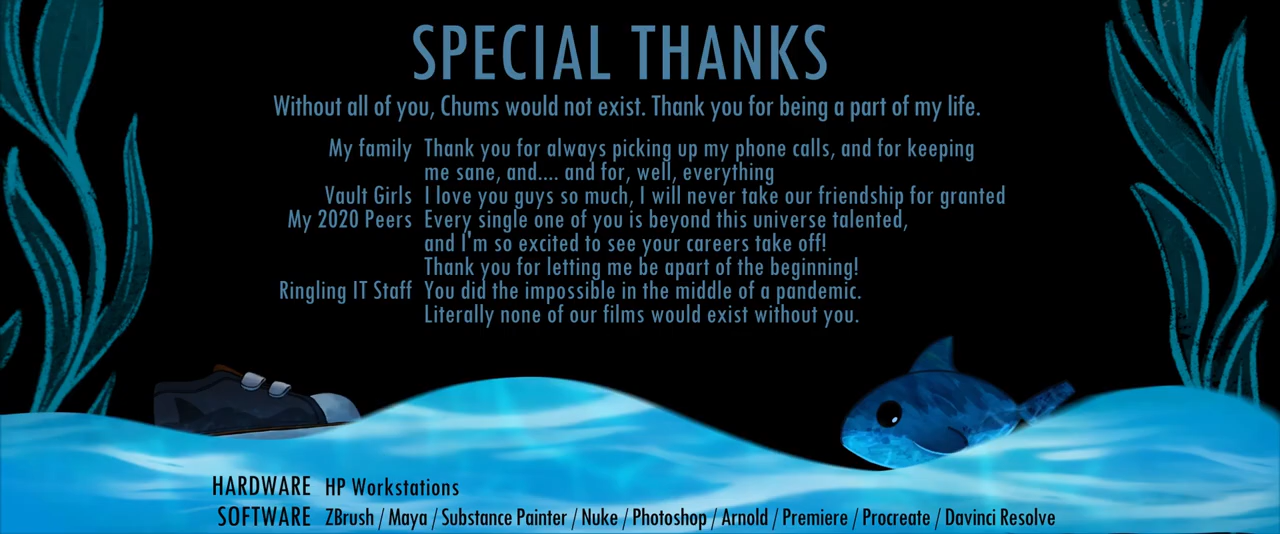 SPECIAL THANKS
Without all of you, Chums would not exist. Thank you for being a part of my life.
My family Thank you for always picking up my phone calls, and for keeping
me sane, and.... and for, well, everything
Vault Girls I love you guys so much, I will never take our friendship for granted
My 2020 Peers Every single one of you is beyond this universe talented,
and I'm so excited to see your careers take off!
Thank you for letting me be apart of the beginning!
Ringling IT Staff You did the impossible in the middle of a pandemic.
Literally none of our films would exist without you.
HARDWARE HP Workstations
SOFTWARE ZBrush / Maya / Substance Painter / Nuke / Photoshop / Arnold / Premiere / Procreate / Davinci Resolve